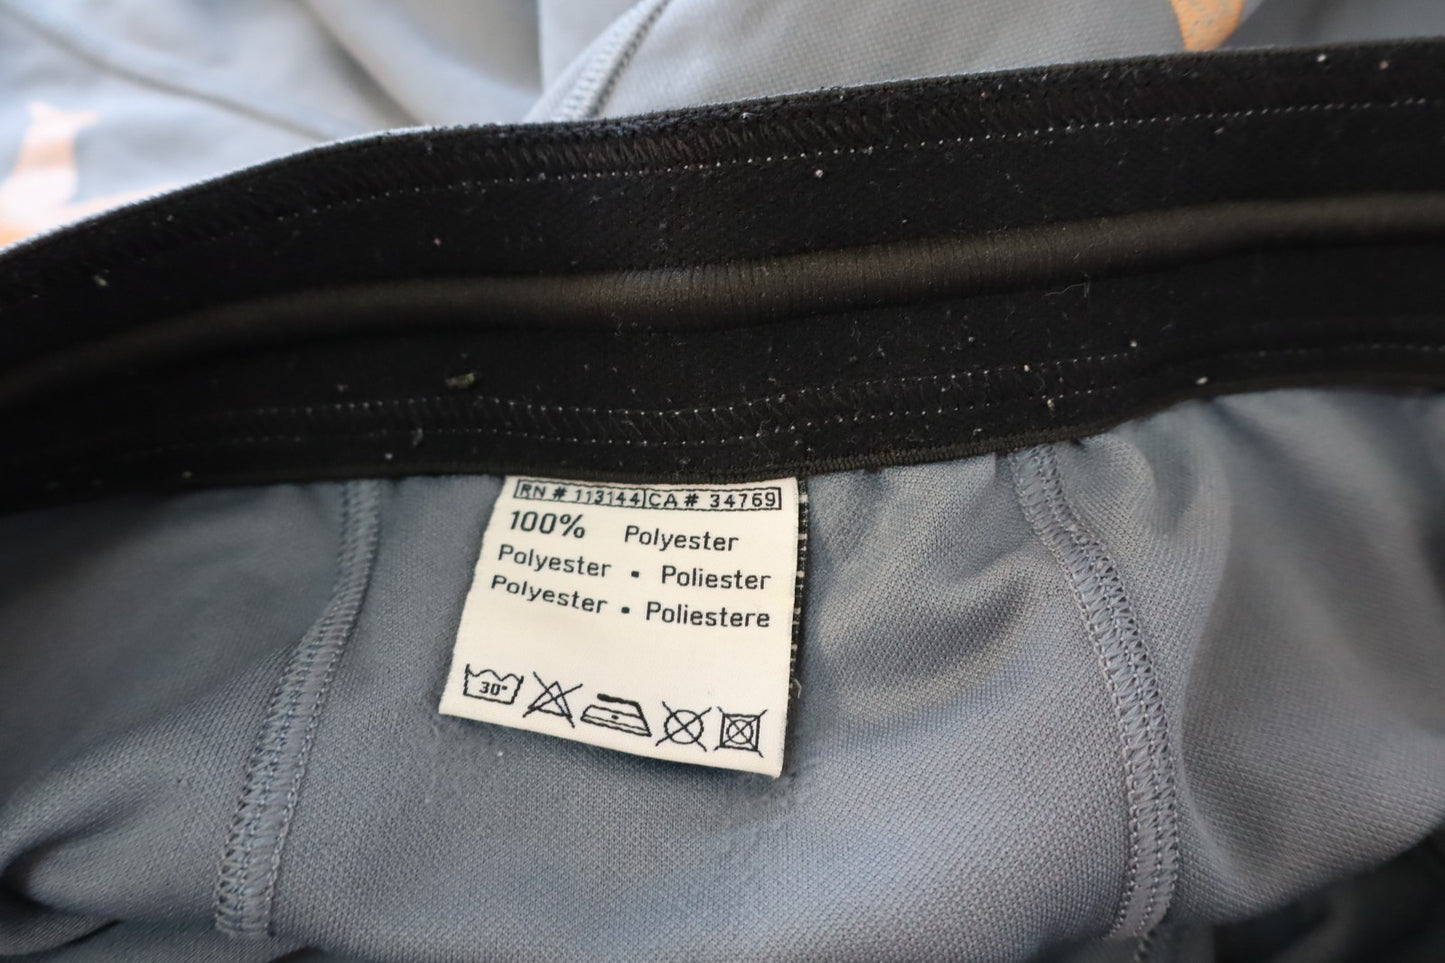 RN # 113144 CA # 34769
100% Polyester
Polyester • Poliester
Polyester • Poliestere
30°